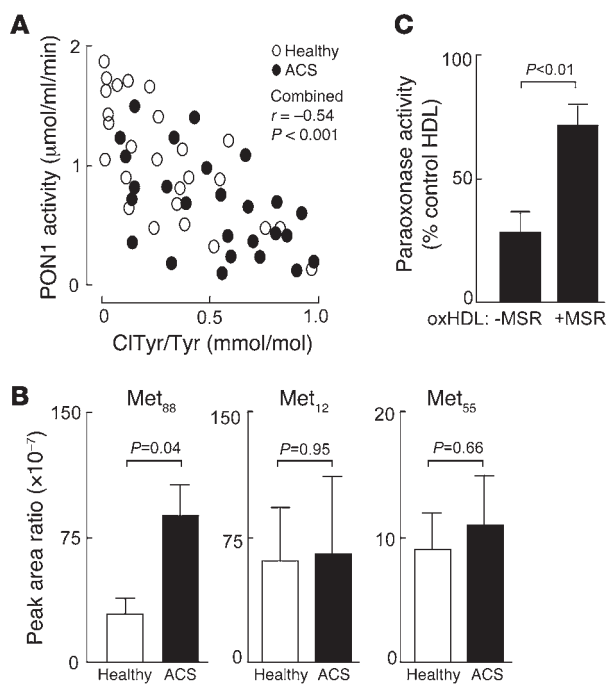 A
PON1 activity (μmol/ml/min)
2
1
0
0
0.5
1.0
ClTyr/Tyr (mmol/mol)
Healthy
ACS
Combined
r = –0.54
P < 0.001
C
Paraoxonase activity
(% control HDL)
100
50
0
P<0.01
oxHDL: -MSR +MSR
B
Peak area ratio (×10⁻⁷)
Met₈₈
150
75
0
P=0.04
Healthy ACS
Met₁₂
150
75
0
P=0.95
Healthy ACS
Met₅₅
20
10
0
P=0.66
Healthy ACS